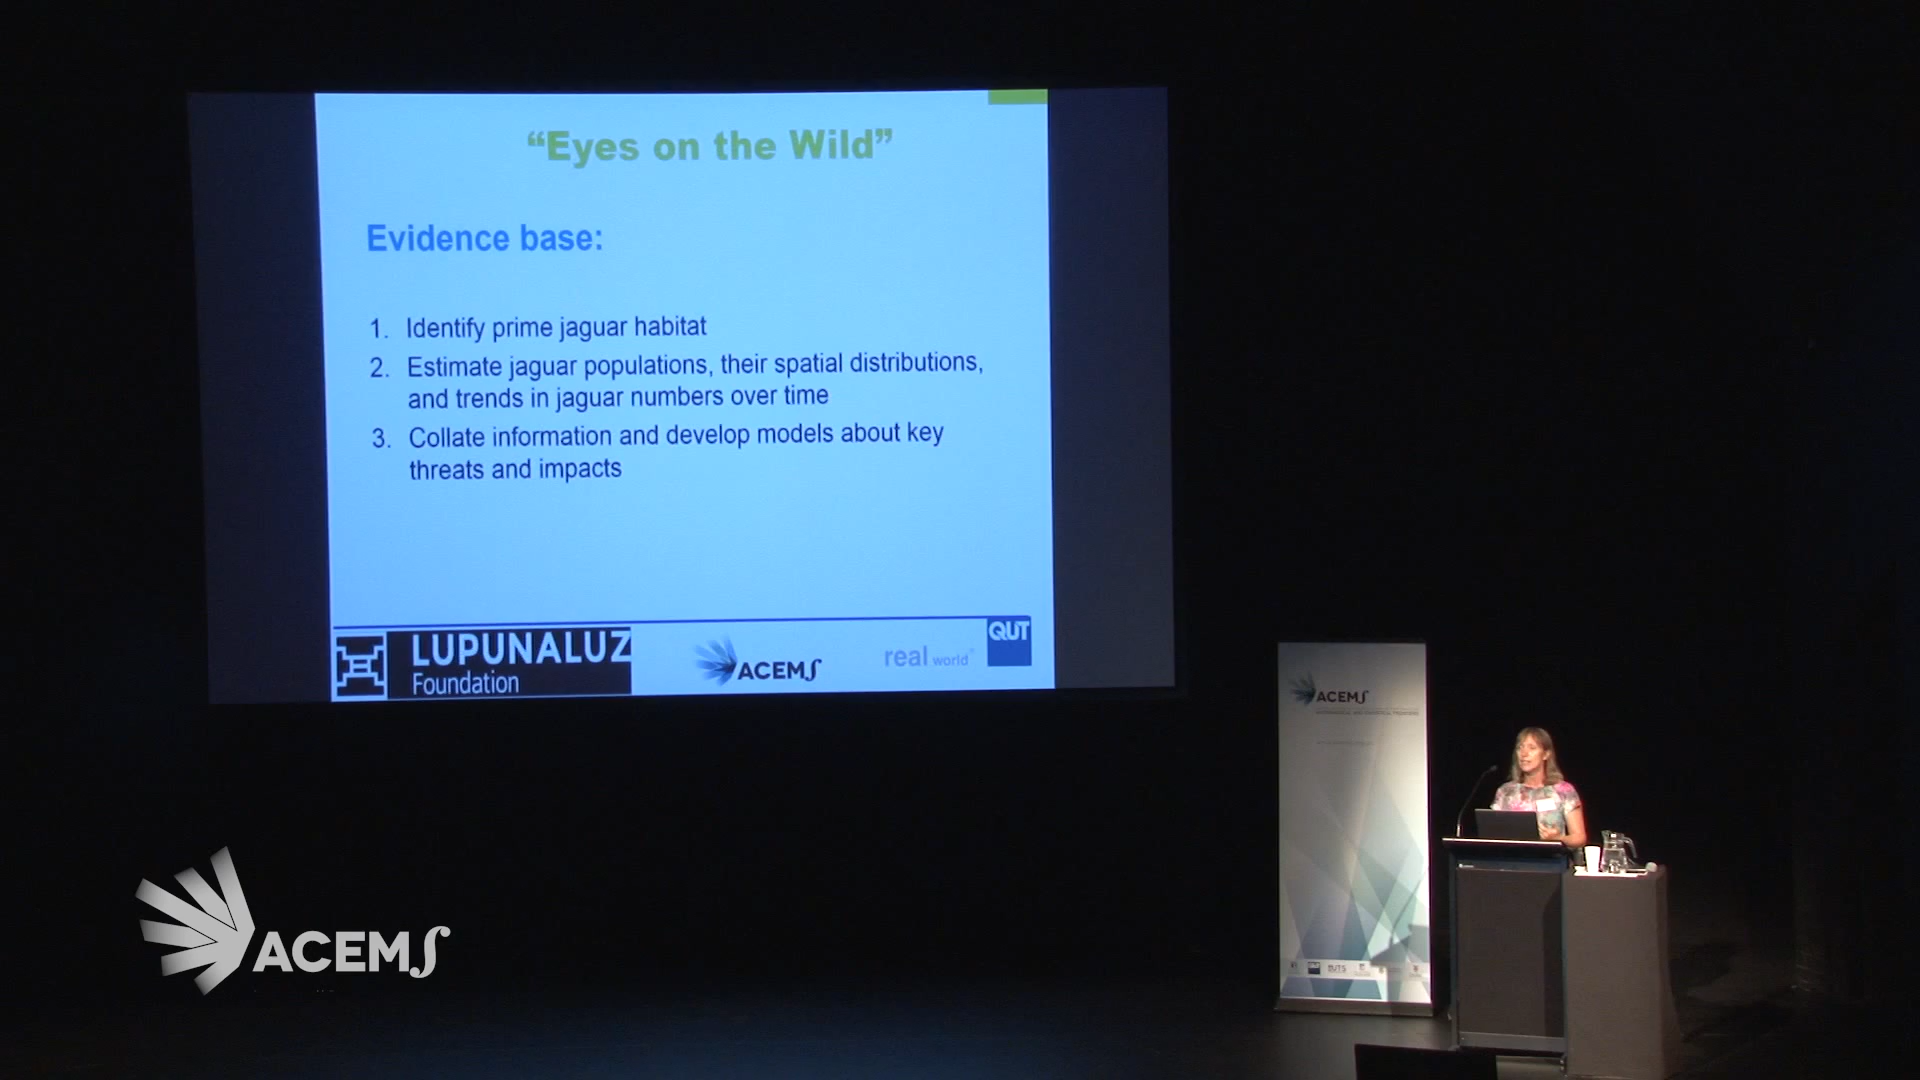 “Eyes on the Wild”
Evidence base:
1. Identify prime jaguar habitat
2. Estimate jaguar populations, their spatial distributions,
and trends in jaguar numbers over time
3. Collate information and develop models about key
threats and impacts
LUPUNALUZ
Foundation
ACEMS
real world
QUT
ACEMS
ACEMS
UTS